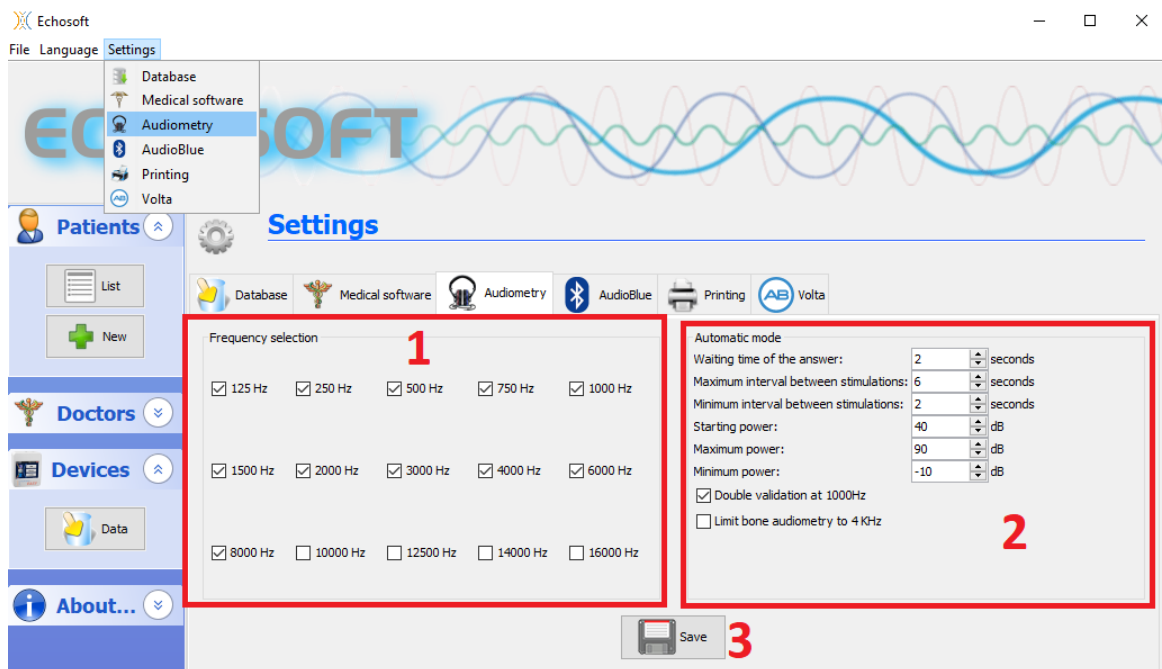 Echosoft
File Language Settings
Database
Medical software
Audiometry
AudioBlue
Printing
Volta
EC SOFT
Patients
List
New
Doctors
Devices
Data
About...
Settings
Database Medical software Audiometry AudioBlue Printing AB Volta
Frequency selection
1
125 Hz 250 Hz 500 Hz 750 Hz 1000 Hz
1500 Hz 2000 Hz 3000 Hz 4000 Hz 6000 Hz
8000 Hz 10000 Hz 12500 Hz 14000 Hz 16000 Hz
Automatic mode
Waiting time of the answer: 2 seconds
Maximum interval between stimulations: 6 seconds
Minimum interval between stimulations: 2 seconds
Starting power: 40 dB
Maximum power: 90 dB
Minimum power: -10 dB
Double validation at 1000Hz
Limit bone audiometry to 4 KHz
2
Save
3